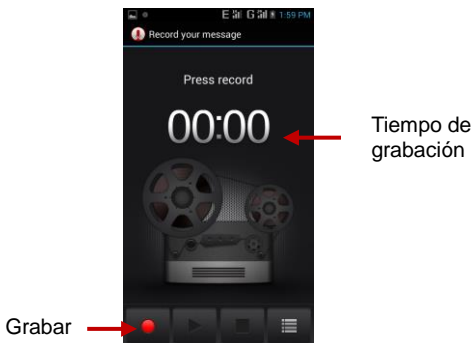 E G 1:59 PM
Record your message
Press record
00:00
Tiempo de
grabación
Grabar